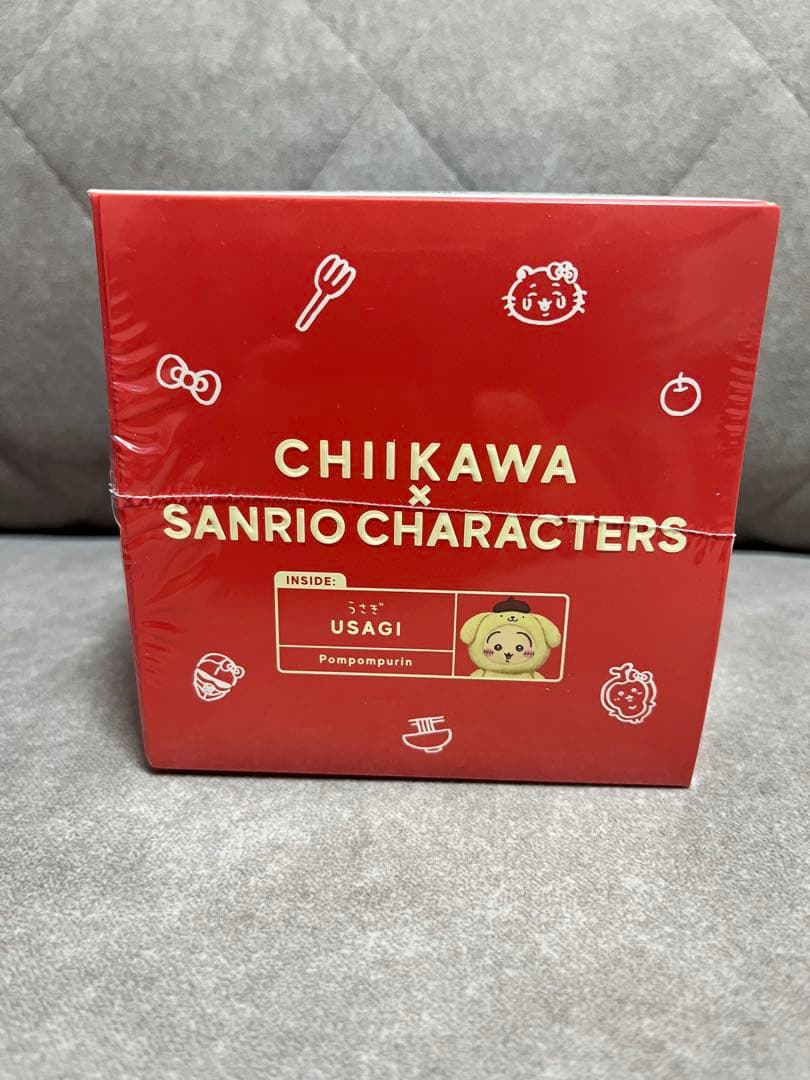 CHIIKAWA
×
SANRIO CHARACTERS
INSIDE:
うさぎ
USAGI
Pompompurin